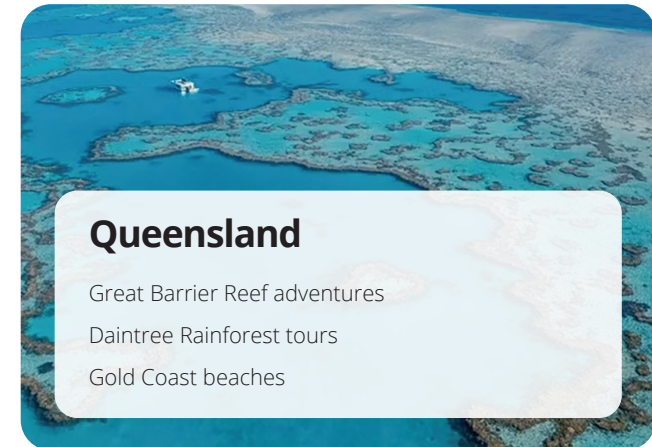 Queensland
Great Barrier Reef adventures
Daintree Rainforest tours
Gold Coast beaches